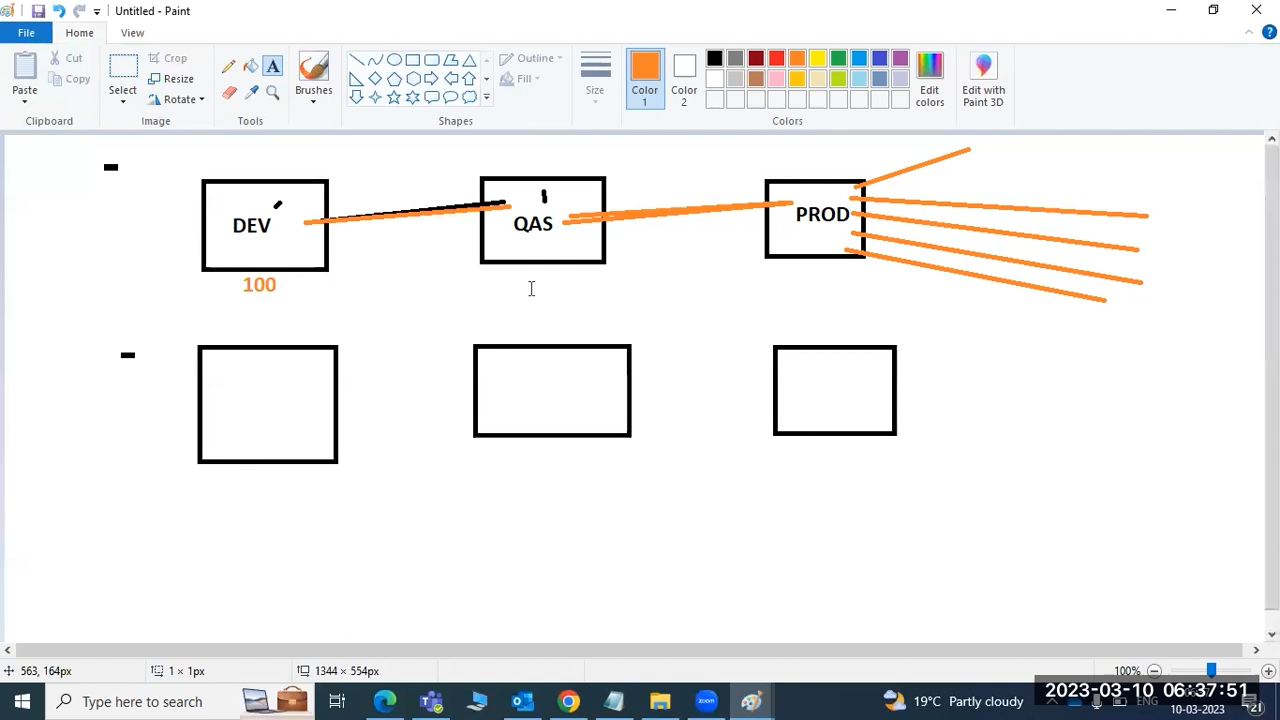 Untitled - Paint
File Home View
Paste
Cut
Copy
Clipboard
Select
Crop
Resize
Rotate
Image
A
Tools
Brushes
Outline
Fill
Shapes
Size
Color 1
Color 2
Edit colors
Colors
Edit with Paint 3D
DEV QAS PROD
100
563, 164px 1 × 1px 1344 × 554px 100%
Type here to search
zoom
19°C Partly cloudy
ENG
2023-03-10 06:37:51
10-03-2023
21